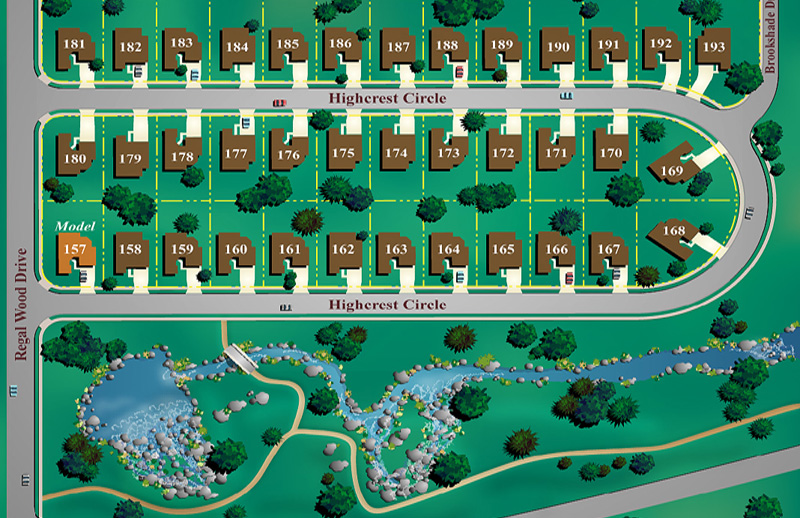 181 182 183 184 185 186 187 188 189 190 191 192 193
Brookshade D
Highcrest Circle
180 179 178 177 176 175 174 173 172 171 170
169
Model
157 158 159 160 161 162 163 164 165 166 167
168
Highcrest Circle
Regal Wood Drive